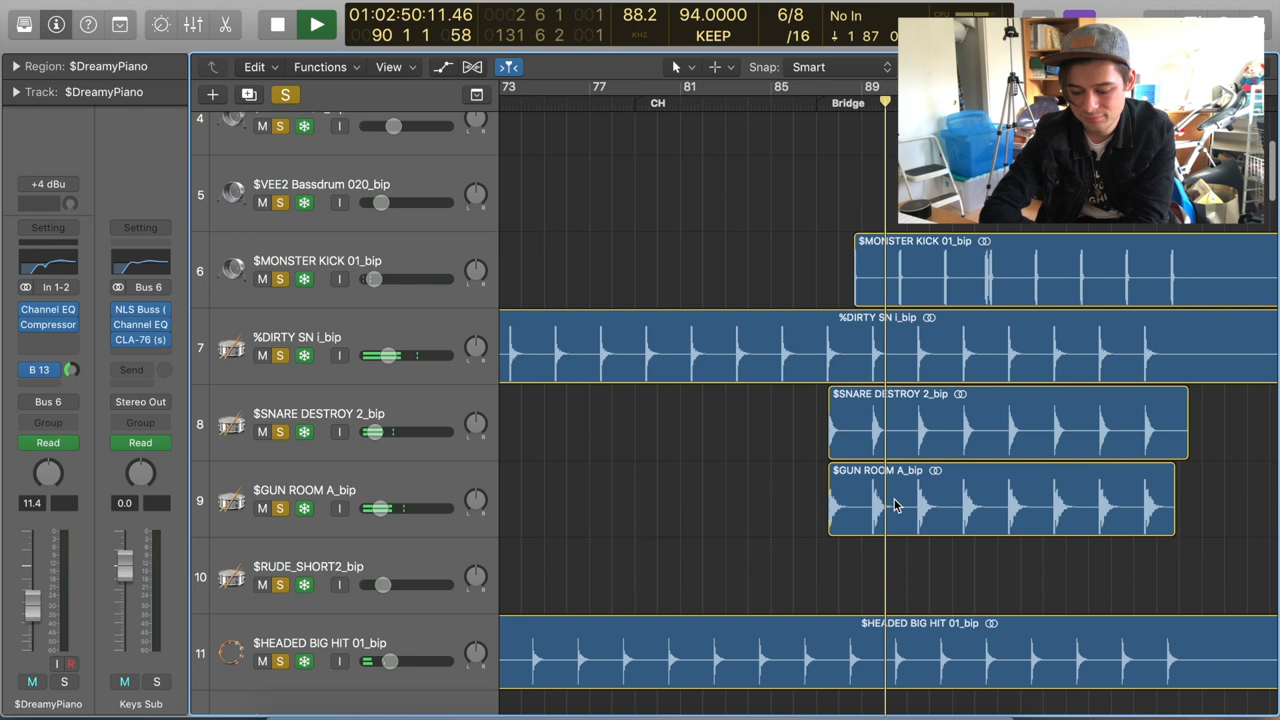 01:02:50:11.46
0090 1 1 058
0002 6 1 001
0131 6 2 001
88.2
KHZ
94.0000
KEEP
6/8
/16
No In
1 87
CPU
Region: $DreamyPiano
Track: $DreamyPiano
Edit
Functions
View
Snap: Smart
S
73 77 81 85 89
CH
Bridge
4
M S I
L R
5
$VEE2 Bassdrum 020_bip
M S I
L R
6
$MONSTER KICK 01_bip
M S I
L R
7
%DIRTY SN i_bip
M S I
L R
8
$SNARE DESTROY 2_bip
M S I
L R
9
$GUN ROOM A_bip
M S I
L R
10
$RUDE_SHORT2_bip
M S I
L R
11
$HEADED BIG HIT 01_bip
M S I
L R
$MONSTER KICK 01_bip
%DIRTY SN i_bip
$SNARE DESTROY 2_bip
$GUN ROOM A_bip
$HEADED BIG HIT 01_bip
+4 dBu
Setting
Setting
In 1-2
Bus 6
Channel EQ
Compressor
NLS Buss (
Channel EQ
CLA-76 (s)
B 13
Send
Bus 6
Stereo Out
Group
Group
Read
Read
11.4
0.0
I R
M S
M S
$DreamyPiano
Keys Sub